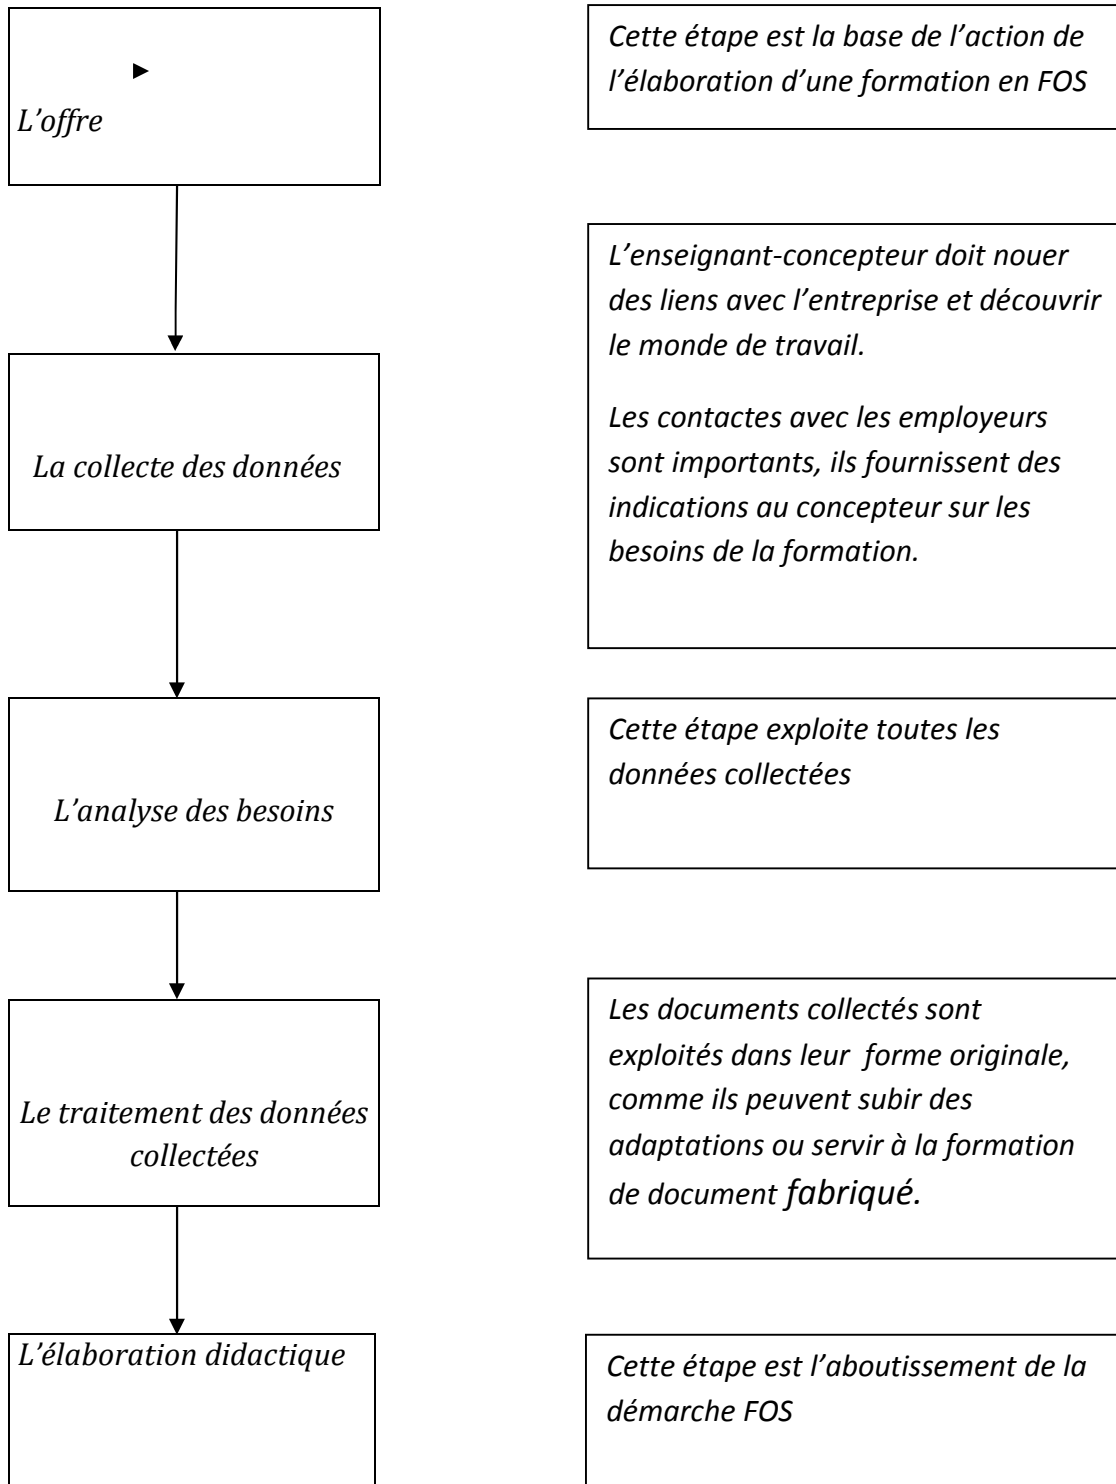 L’offre
Cette étape est la base de l’action de
l’élaboration d’une formation en FOS
La collecte des données
L’enseignant-concepteur doit nouer
des liens avec l’entreprise et découvrir
le monde de travail.
Les contactes avec les employeurs
sont importants, ils fournissent des
indications au concepteur sur les
besoins de la formation.
L’analyse des besoins
Cette étape exploite toutes les
données collectées
Le traitement des données
collectées
Les documents collectés sont
exploités dans leur  forme originale,
comme ils peuvent subir des
adaptations ou servir à la formation
de document fabriqué.
L’élaboration didactique
Cette étape est l’aboutissement de la
démarche FOS